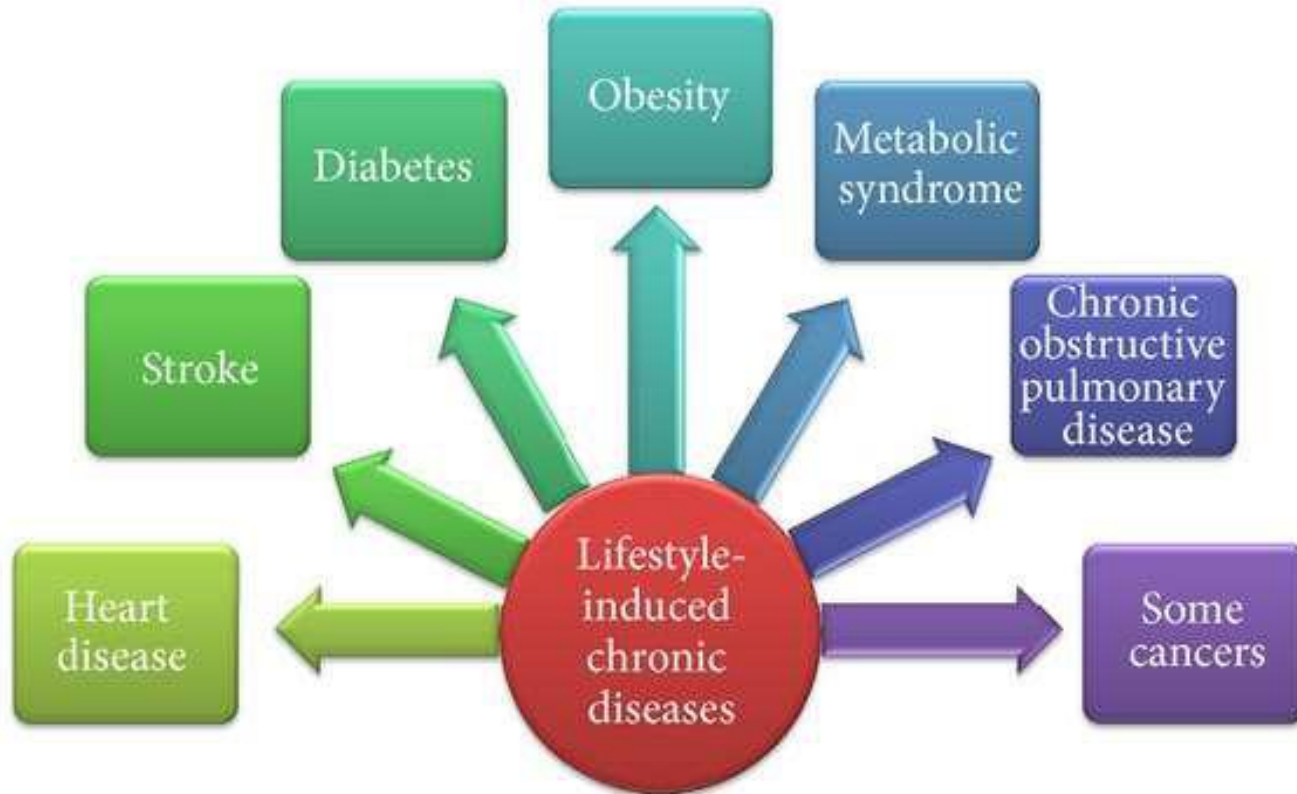 Obesity
Diabetes
Metabolic
syndrome
Stroke
Chronic
obstructive
pulmonary
disease
Heart
disease
Lifestyle-
induced
chronic
diseases
Some
cancers